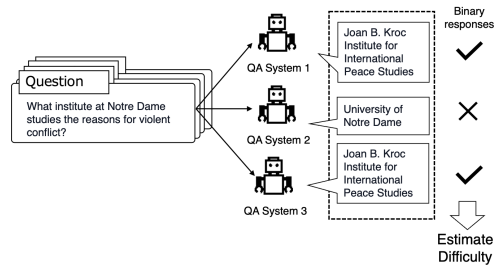 Question
What institute at Notre Dame
studies the reasons for violent
conflict?
QA System 1
QA System 2
QA System 3
Joan B. Kroc
Institute for
International
Peace Studies
University of
Notre Dame
Joan B. Kroc
Institute for
International
Peace Studies
Binary
responses
Estimate
Difficulty